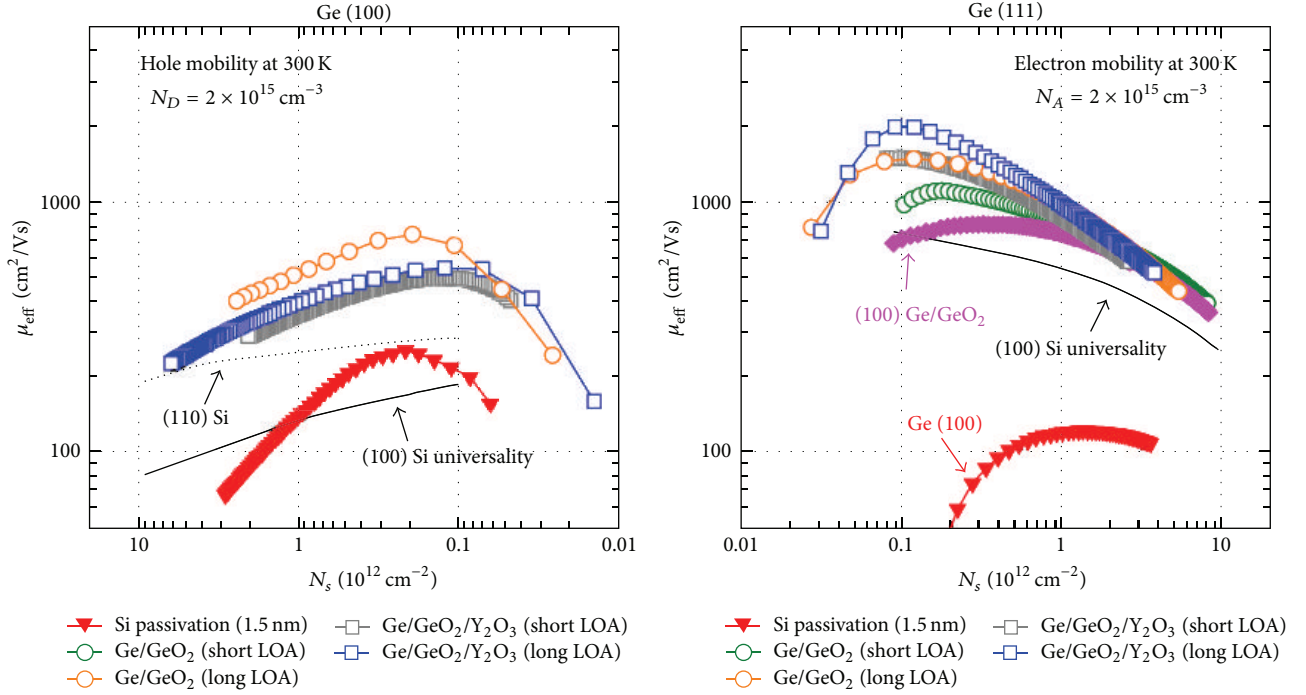 Ge (100)
Hole mobility at 300 K
N_D = 2 × 10^15 cm^−3
1000
100
μ_eff (cm²/Vs)
(110) Si
(100) Si universality
10
1
0.1
0.01
N_s (10^12 cm^−2)
Si passivation (1.5 nm)
Ge/GeO₂ (short LOA)
Ge/GeO₂ (long LOA)
Ge/GeO₂/Y₂O₃ (short LOA)
Ge/GeO₂/Y₂O₃ (long LOA)
Ge (111)
Electron mobility at 300 K
N_A = 2 × 10^15 cm^−3
1000
100
μ_eff (cm²/Vs)
(100) Ge/GeO₂
(100) Si universality
Ge (100)
0.01
0.1
1
10
N_s (10^12 cm^−2)
Si passivation (1.5 nm)
Ge/GeO₂ (short LOA)
Ge/GeO₂ (long LOA)
Ge/GeO₂/Y₂O₃ (short LOA)
Ge/GeO₂/Y₂O₃ (long LOA)